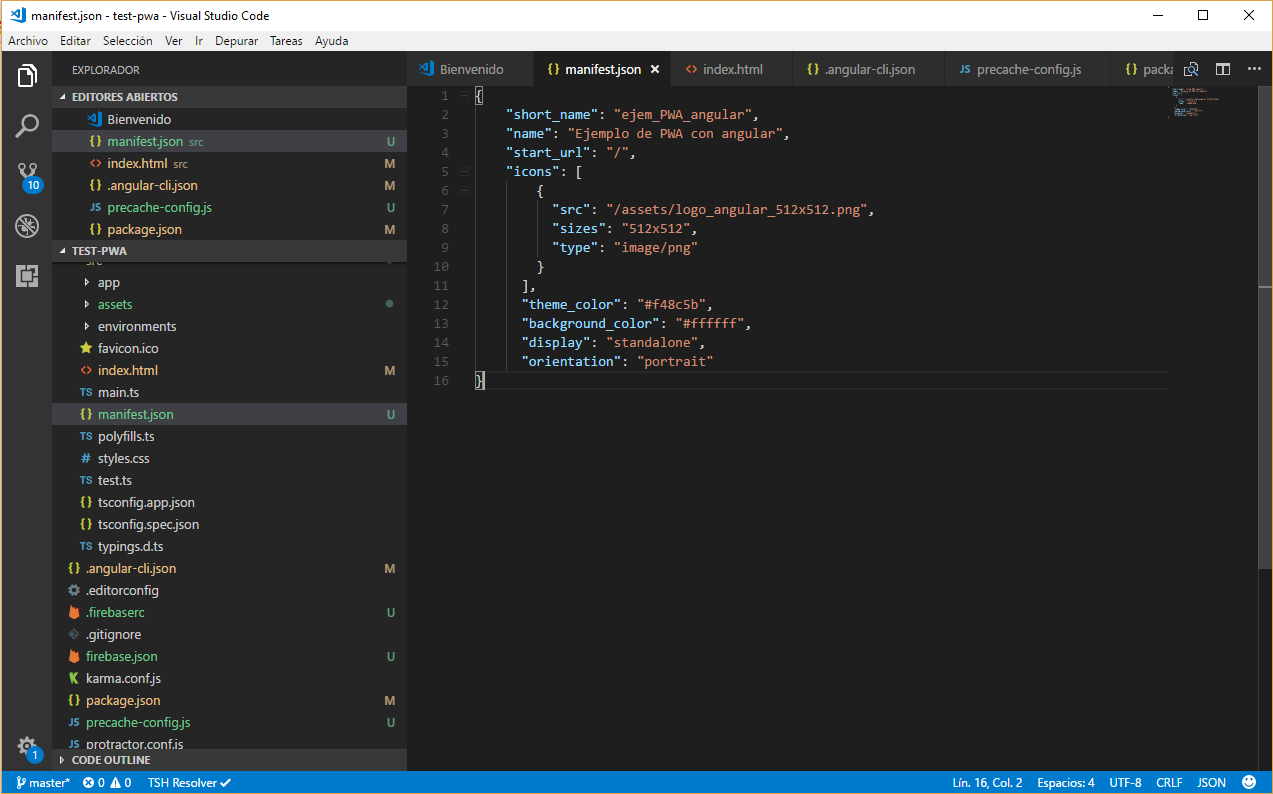 manifest.json - test-pwa - Visual Studio Code
Archivo Editar Selección Ver Ir Depurar Tareas Ayuda
EXPLORADOR
EDITORES ABIERTOS
Bienvenido
{} manifest.json src U
<> index.html src M
{} .angular-cli.json M
JS precache-config.js U
{} package.json M
TEST-PWA
src
app
assets
environments
favicon.ico
<> index.html M
TS main.ts
{} manifest.json U
TS polyfills.ts
# styles.css
TS test.ts
{} tsconfig.app.json
{} tsconfig.spec.json
TS typings.d.ts
{} .angular-cli.json M
.editorconfig
.firebaserc U
.gitignore
firebase.json U
karma.conf.js
{} package.json M
JS precache-config.js U
JS protractor.conf.js
CODE OUTLINE
10
1
Bienvenido {} manifest.json <> index.html {} .angular-cli.json JS precache-config.js {} packa
1 {
2 "short_name": "ejem_PWA_angular",
3 "name": "Ejemplo de PWA con angular",
4 "start_url": "/",
5 "icons": [
6 {
7 "src": "/assets/logo_angular_512x512.png",
8 "sizes": "512x512",
9 "type": "image/png"
10 }
11 ],
12 "theme_color": "#f48c5b",
13 "background_color": "#ffffff",
14 "display": "standalone",
15 "orientation": "portrait"
16 }
master* 0 0 TSH Resolver Lín. 16, Col. 2 Espacios: 4 UTF-8 CRLF JSON